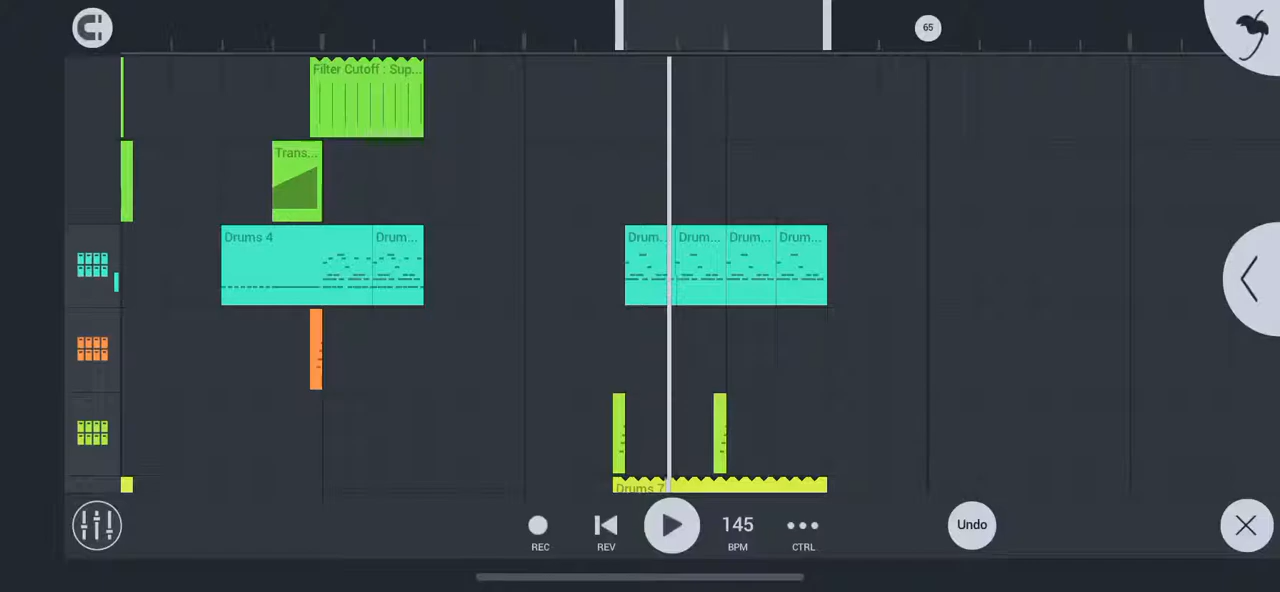 65
Filter Cutoff : Sup...
Trans...
Drums 4
Drum...
Drum...
Drum...
Drum...
Drum...
Drums 7
145
Undo
REC
REV
BPM
CTRL